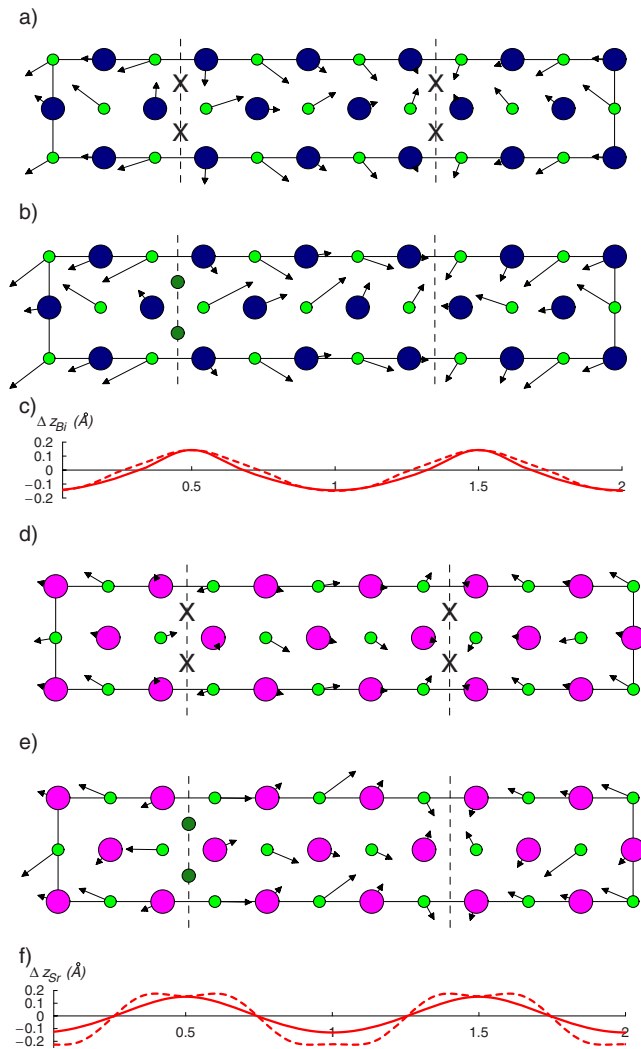 a)
X X
X X
b)
c)
Δ z_Bi (Å)
0.2
0.1
0
−0.1
−0.2
0.5 1 1.5 2
d)
X X
X X
e)
f)
Δ z_Sr (Å)
0.2
0.1
0
−0.1
−0.2
0.5 1 1.5 2